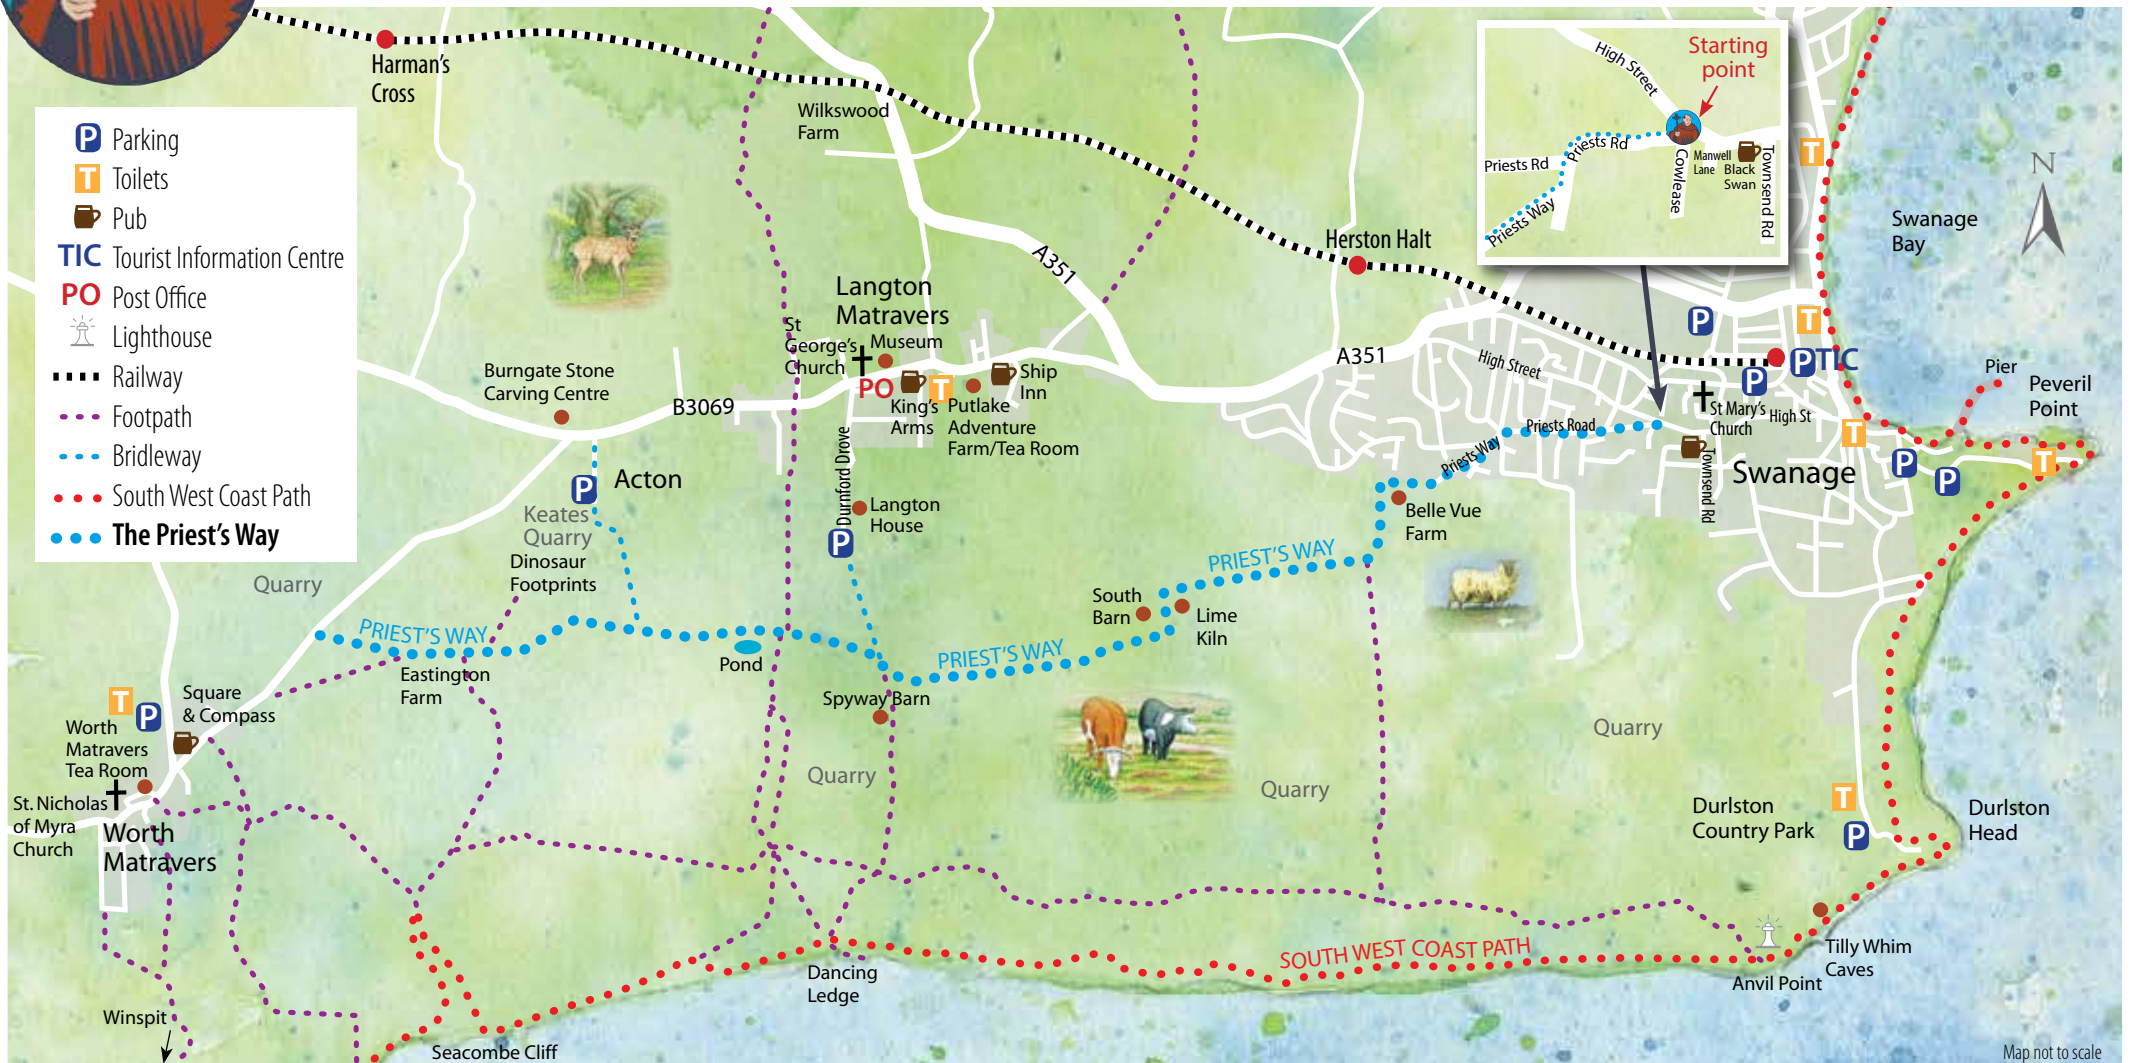 Harman's
Cross
P Parking
T Toilets
Pub
TIC Tourist Information Centre
PO Post Office
Lighthouse
Railway
Footpath
Bridleway
South West Coast Path
The Priest's Way
Wilkswood
Farm
A351
Herston Halt
High Street
Starting
point
Priests Rd
Priests Rd
Priests Way
Cowlease
Manwell
Lane
Black
Swan
Townsend Rd
T
N
Swanage
Bay
Langton
Matravers
St
George's
Church
Museum
PO
T
King's
Arms
Putlake
Adventure
Farm/Tea Room
Ship
Inn
Burngate Stone
Carving Centre
B3069
A351
High Street
P
T
P
P TIC
Pier
Peveril
Point
St Mary's
Church
High St
T
P
P
T
Priests Road
Priests Way
Townsend Rd
Swanage
P
Acton
Keates
Quarry
Dinosaur
Footprints
Durnford Drove
Langton
House
P
Belle Vue
Farm
Quarry
PRIEST'S WAY
PRIEST'S WAY
PRIEST'S WAY
South
Barn
Lime
Kiln
Eastington
Farm
Pond
Spyway Barn
T
P
Square
& Compass
Worth
Matravers
Tea Room
St. Nicholas
of Myra
Church
Worth
Matravers
Quarry
Quarry
Quarry
T
Durlston
Country Park
P
Durlston
Head
SOUTH WEST COAST PATH
Tilly Whim
Caves
Anvil Point
Dancing
Ledge
Winspit
Seacombe Cliff
Map not to scale